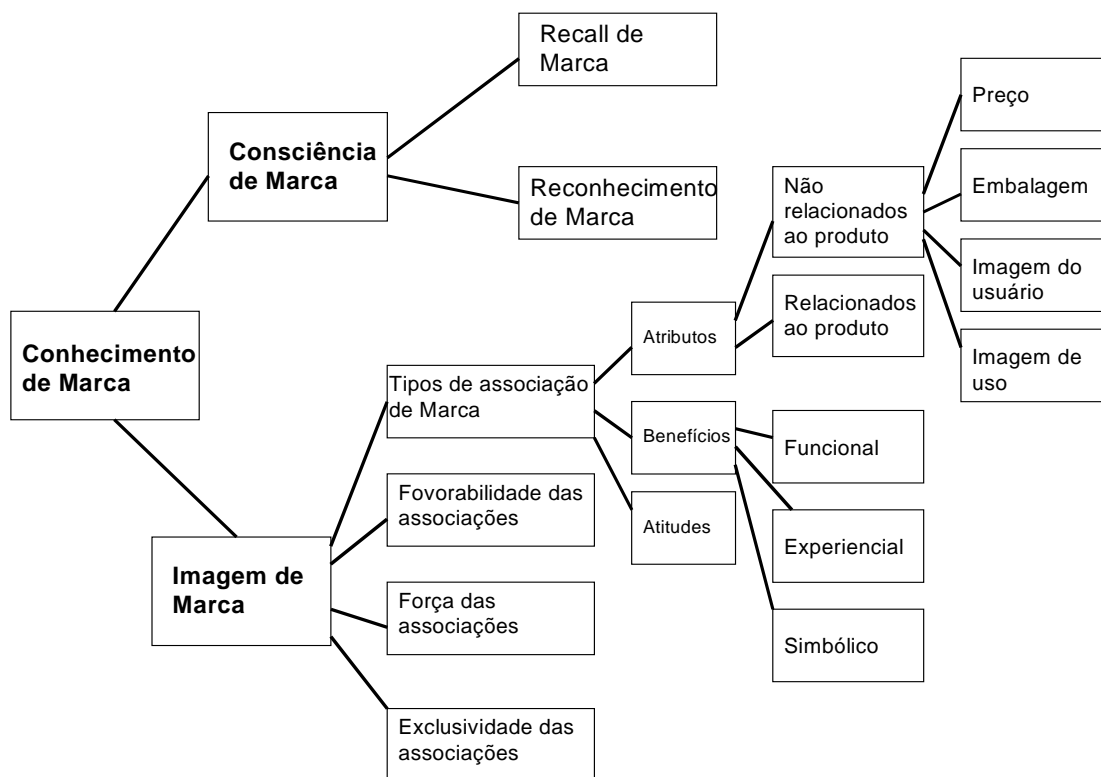 Recall de
Marca
Preço
Consciência
de Marca
Reconhecimento
de Marca
Não
relacionados
ao produto
Embalagem
Imagem do
usuário
Relacionados
ao produto
Atributos
Conhecimento
de Marca
Imagem de
uso
Tipos de associação
de Marca
Benefícios
Funcional
Fovorabilidade das
associações
Atitudes
Experiencial
Imagem de
Marca
Força das
associações
Simbólico
Exclusividade das
associações